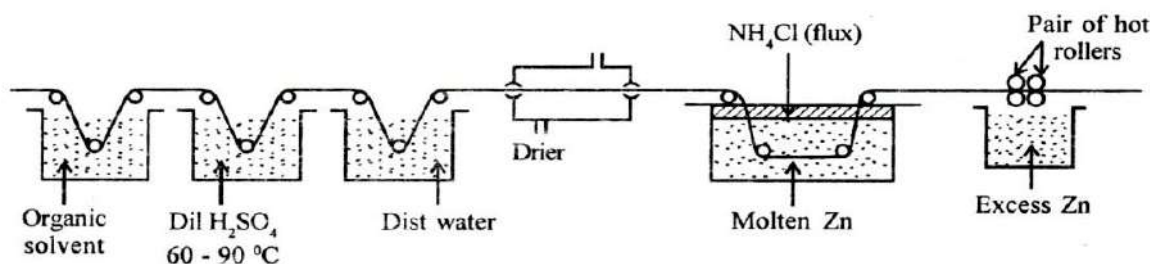 NH₄Cl (flux)
Pair of hot
rollers
Drier
Organic
solvent
Dil H₂SO₄
60 - 90 ⁰C
Dist water
Molten Zn
Excess Zn